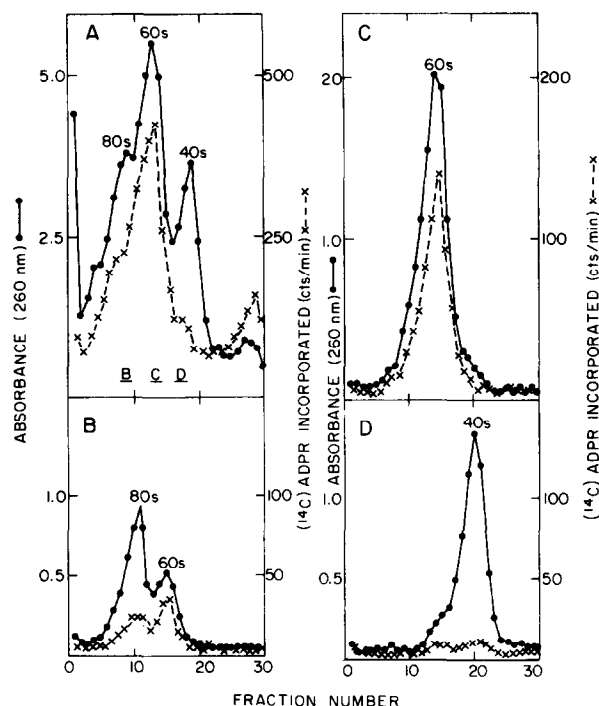 A
60s
80s
40s
5.0
2.5
500
250
B C D
ABSORBANCE (260 nm)
(¹⁴C) ADPR INCORPORATED (cts/min)
C
60s
2.0
1.0
200
100
ABSORBANCE (260 nm)
(¹⁴C) ADPR INCORPORATED (cts/min)
B
80s
60s
1.0
0.5
100
50
0 10 20 30
D
40s
1.0
0.5
100
50
0 10 20 30
FRACTION NUMBER